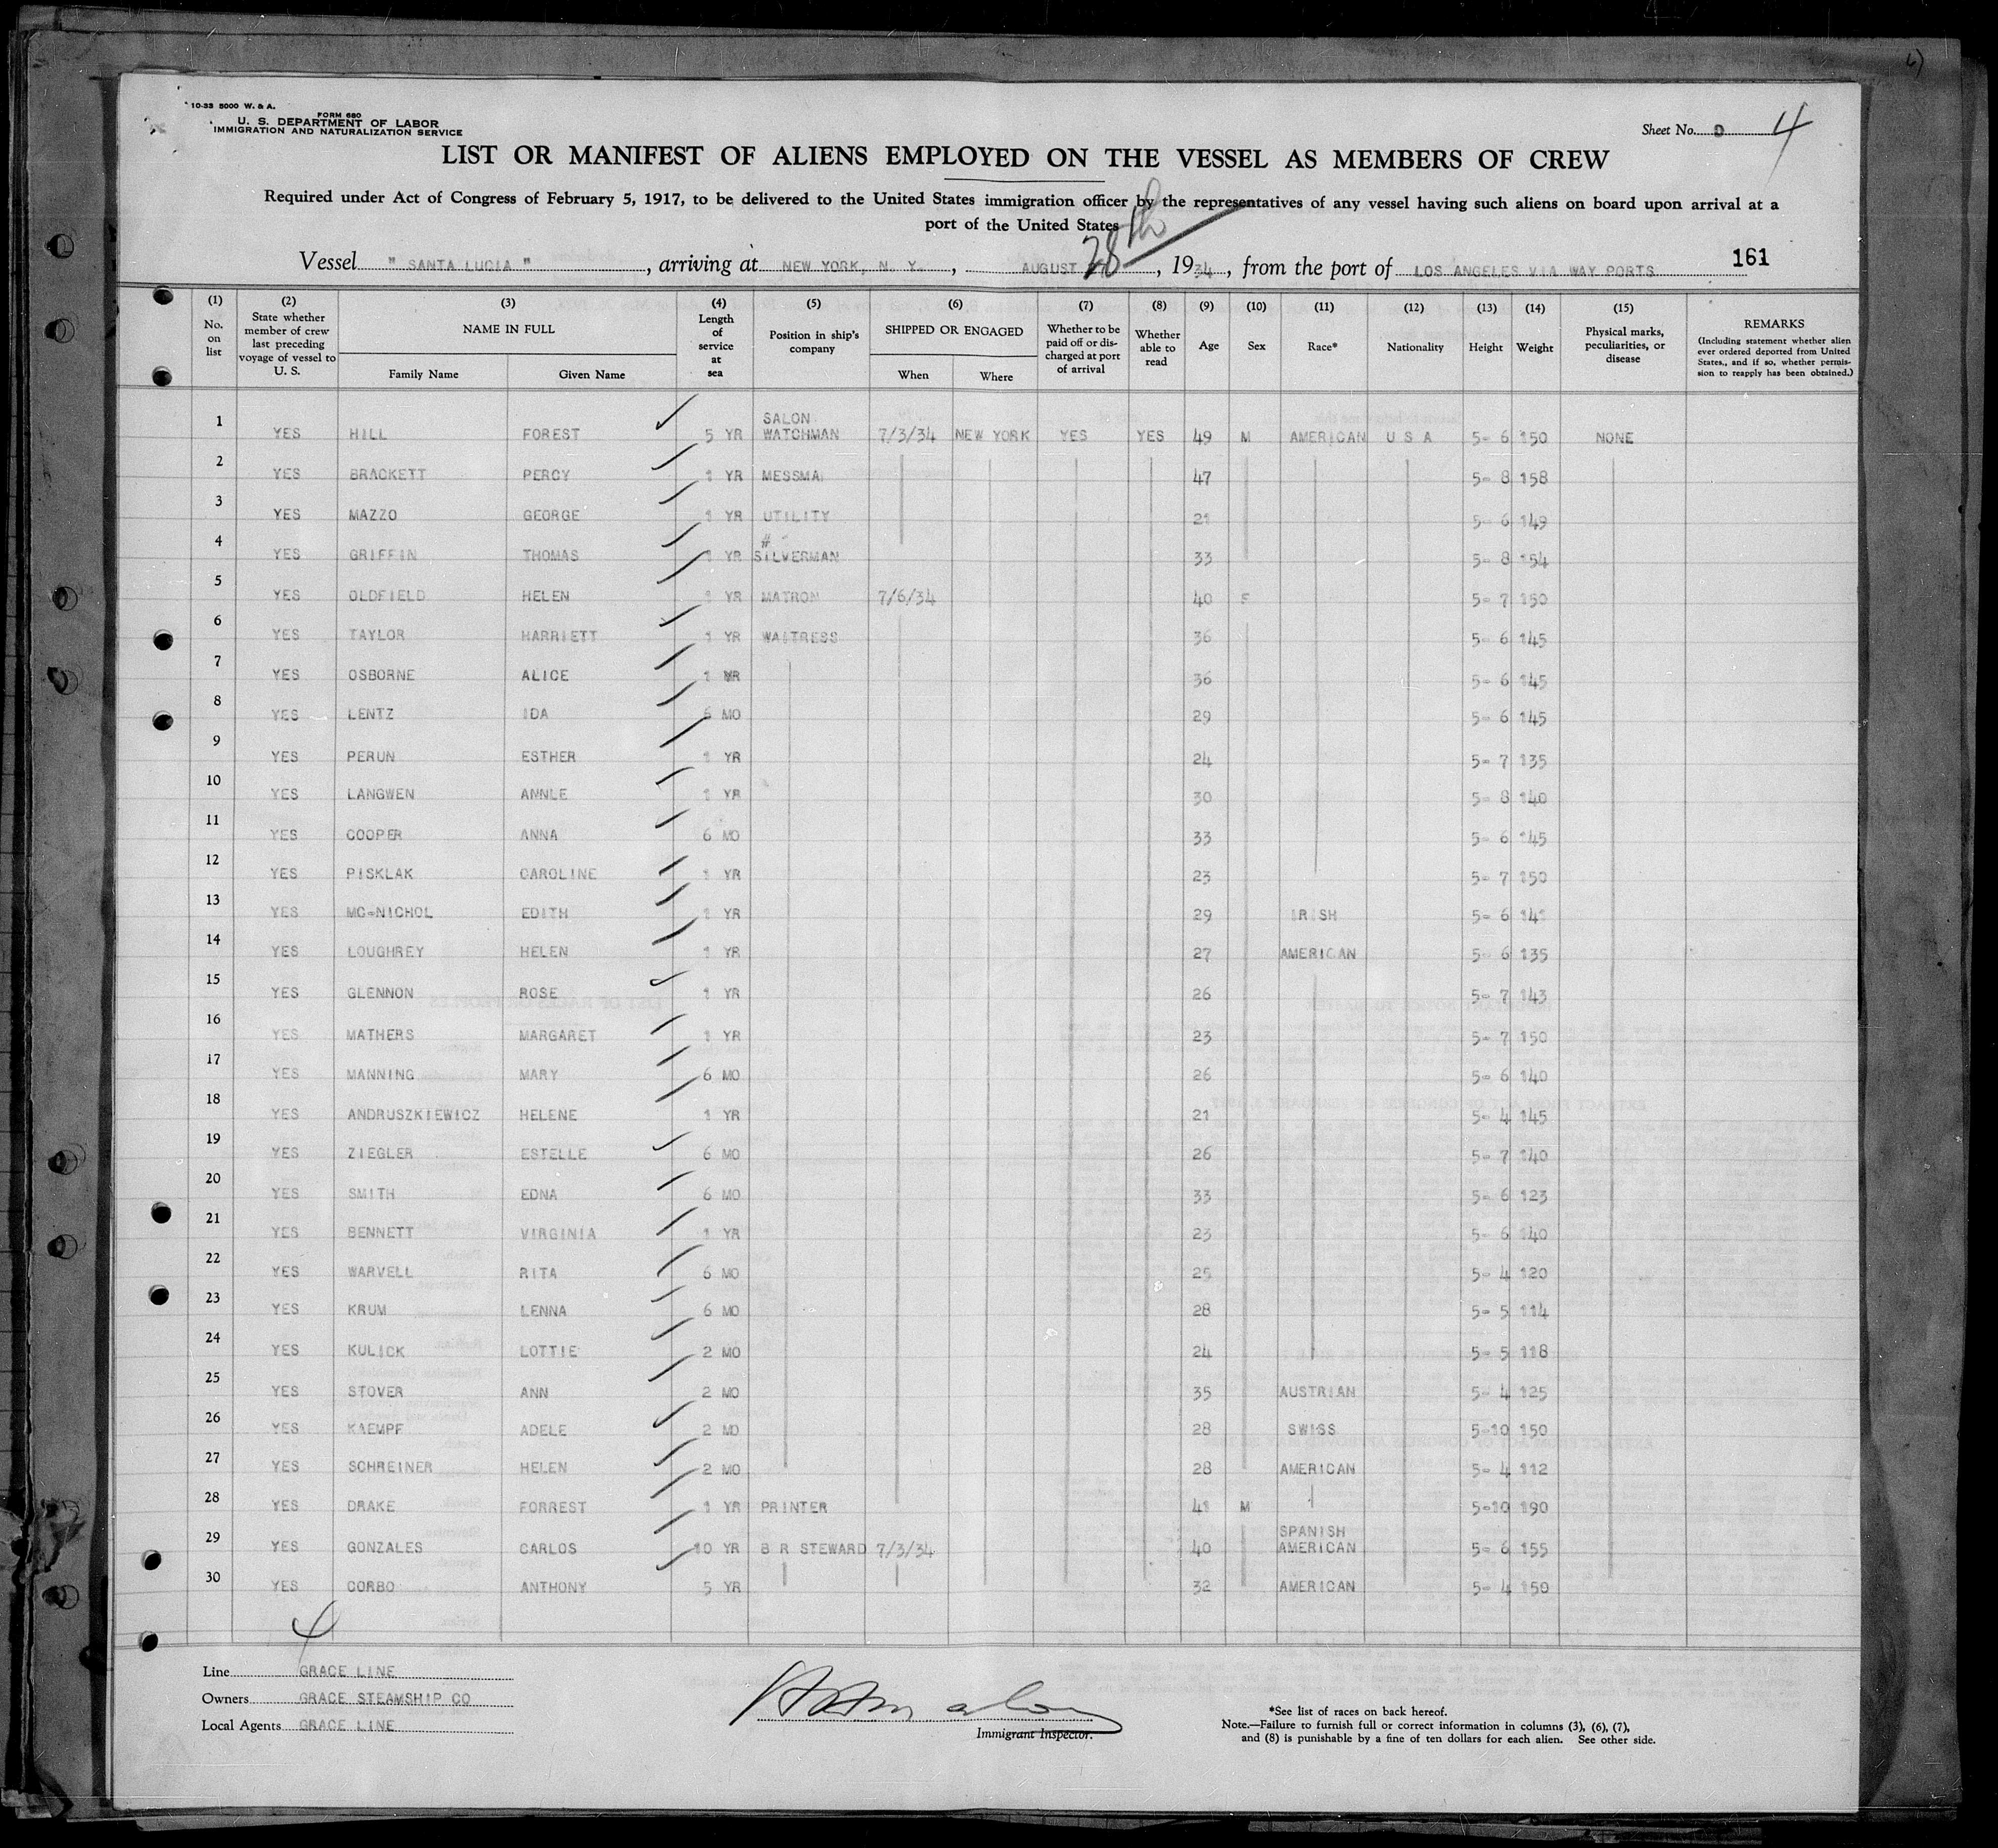 10-33 5000 W. & A.
FORM 680
U. S. DEPARTMENT OF LABOR
IMMIGRATION AND NATURALIZATION SERVICE
Sheet No. D 4
LIST OR MANIFEST OF ALIENS EMPLOYED ON THE VESSEL AS MEMBERS OF CREW
Required under Act of Congress of February 5, 1917, to be delivered to the United States immigration officer by the representatives of any vessel having such aliens on board upon arrival at a
port of the United States
Vessel " SANTA LUCIA ", arriving at NEW YORK, N. Y., AUGUST 28th, 1934, from the port of LOS ANGELES VIA WAY PORTS 161
(1) No. on list
(2) State whether member of crew last preceding voyage of vessel to U. S.
(3) NAME IN FULL Family Name Given Name
(4) Length of service at sea
(5) Position in ship's company
(6) SHIPPED OR ENGAGED When Where
(7) Whether to be paid off or discharged at port of arrival
(8) Whether able to read
(9) Age
(10) Sex
(11) Race*
(12) Nationality
(13) Height
(14) Weight
(15) Physical marks, peculiarities, or disease
REMARKS (Including statement whether alien ever ordered deported from United States, and if so, whether permission to reapply has been obtained.)
1 YES HILL FOREST 5 YR SALON WATCHMAN 7/3/34 NEW YORK YES YES 49 M AMERICAN U S A 5- 6 150 NONE
2 YES BRACKETT PERCY 1 YR MESSMA 47 5- 8 158
3 YES MAZZO GEORGE 1 YR UTILITY 21 5- 6 149
4 YES GRIFFIN THOMAS 1 YR # SILVERMAN 33 5- 8 154
5 YES OLDFIELD HELEN 1 YR MATRON 7/6/34 40 F 5- 7 150
6 YES TAYLOR HARRIETT 1 YR WAITRESS 36 5- 6 145
7 YES OSBORNE ALICE 1 YR 36 5- 6 145
8 YES LENTZ IDA 6 MO 29 5- 6 145
9 YES PERUN ESTHER 1 YR 24 5- 7 135
10 YES LANGWEN ANNLE 1 YR 30 5- 8 140
11 YES COOPER ANNA 6 MO 33 5- 6 145
12 YES PISKLAK CAROLINE 1 YR 23 5- 7 150
13 YES MC-NICHOL EDITH 1 YR 29 IRISH 5- 6 141
14 YES LOUGHREY HELEN 1 YR 27 AMERICAN 5- 6 135
15 YES GLENNON ROSE 1 YR 26 5- 7 143
16 YES MATHERS MARGARET 1 YR 23 5- 7 150
17 YES MANNING MARY 6 MO 26 5- 6 140
18 YES ANDRUSZKIEWICZ HELENE 1 YR 21 5- 4 145
19 YES ZIEGLER ESTELLE 6 MO 26 5- 7 140
20 YES SMITH EDNA 6 MO 33 5- 6 123
21 YES BENNETT VIRGINIA 1 YR 23 5- 6 140
22 YES WARVELL RITA 6 MO 25 5- 4 120
23 YES KRUM LENNA 6 MO 28 5- 5 114
24 YES KULICK LOTTIE 2 MO 24 5- 5 118
25 YES STOVER ANN 2 MO 35 AUSTRIAN 5- 4 125
26 YES KAEMPF ADELE 2 MO 28 SWISS 5-10 150
27 YES SCHREINER HELEN 2 MO 28 AMERICAN 5- 4 112
28 YES DRAKE FORREST 1 YR PRINTER 41 M 5-10 190
29 YES GONZALES CARLOS 10 YR B R STEWARD 7/3/34 40 SPANISH AMERICAN 5- 6 155
30 YES CORBO ANTHONY 5 YR 32 AMERICAN 5- 4 150
4
Line GRACE LINE
Owners GRACE STEAMSHIP CO
Local Agents GRACE LINE
Immigrant Inspector.
*See list of races on back hereof.
Note.—Failure to furnish full or correct information in columns (3), (6), (7),
and (8) is punishable by a fine of ten dollars for each alien. See other side.